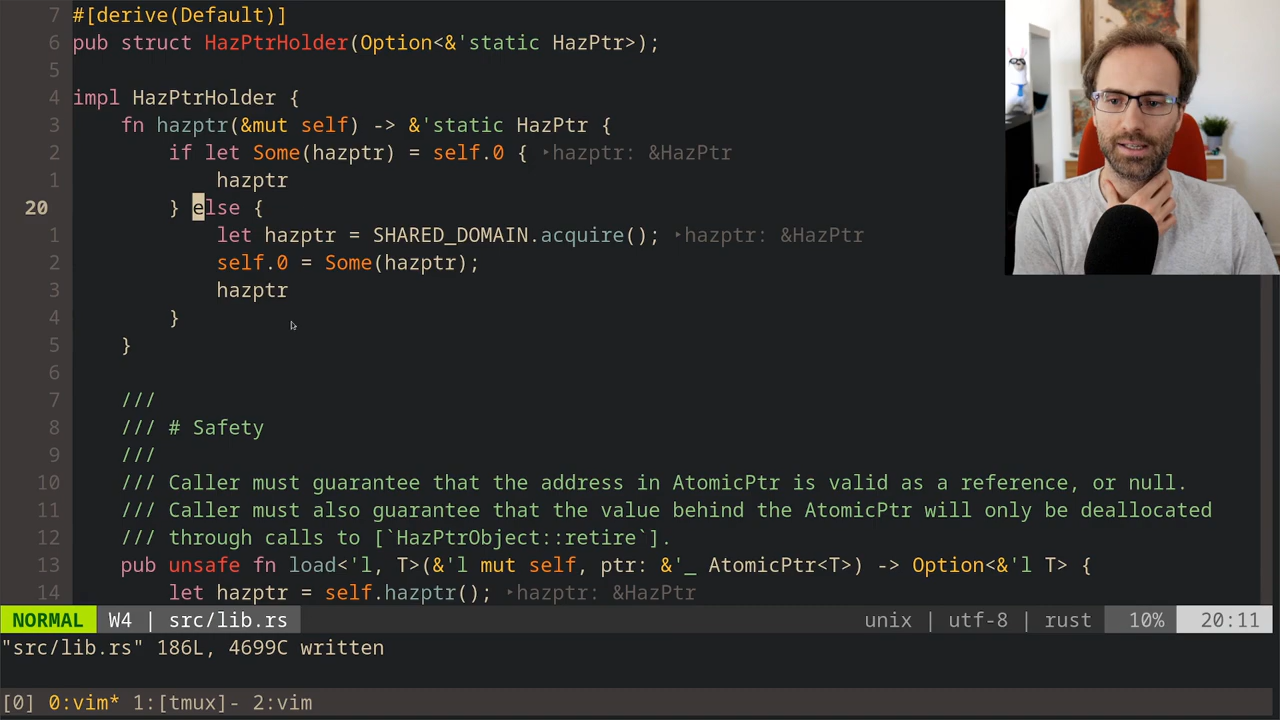 7 #[derive(Default)]
6 pub struct HazPtrHolder(Option<&'static HazPtr>);
5
4 impl HazPtrHolder {
3     fn hazptr(&mut self) -> &'static HazPtr {
2         if let Some(hazptr) = self.0 { ‣hazptr: &HazPtr
1             hazptr
20         } else {
1             let hazptr = SHARED_DOMAIN.acquire(); ‣hazptr: &HazPtr
2             self.0 = Some(hazptr);
3             hazptr
4         }
5     }
6
7     ///
8     /// # Safety
9     ///
10     /// Caller must guarantee that the address in AtomicPtr is valid as a reference, or null.
11     /// Caller must also guarantee that the value behind the AtomicPtr will only be deallocated
12     /// through calls to [`HazPtrObject::retire`].
13     pub unsafe fn load<'l, T>(&'l mut self, ptr: &'_ AtomicPtr<T>) -> Option<&'l T> {
14         let hazptr = self.hazptr(); ‣hazptr: &HazPtr
NORMAL W4 | src/lib.rs unix | utf-8 | rust 10% 20:11
"src/lib.rs" 186L, 4699C written
[0] 0:vim* 1:[tmux]- 2:vim